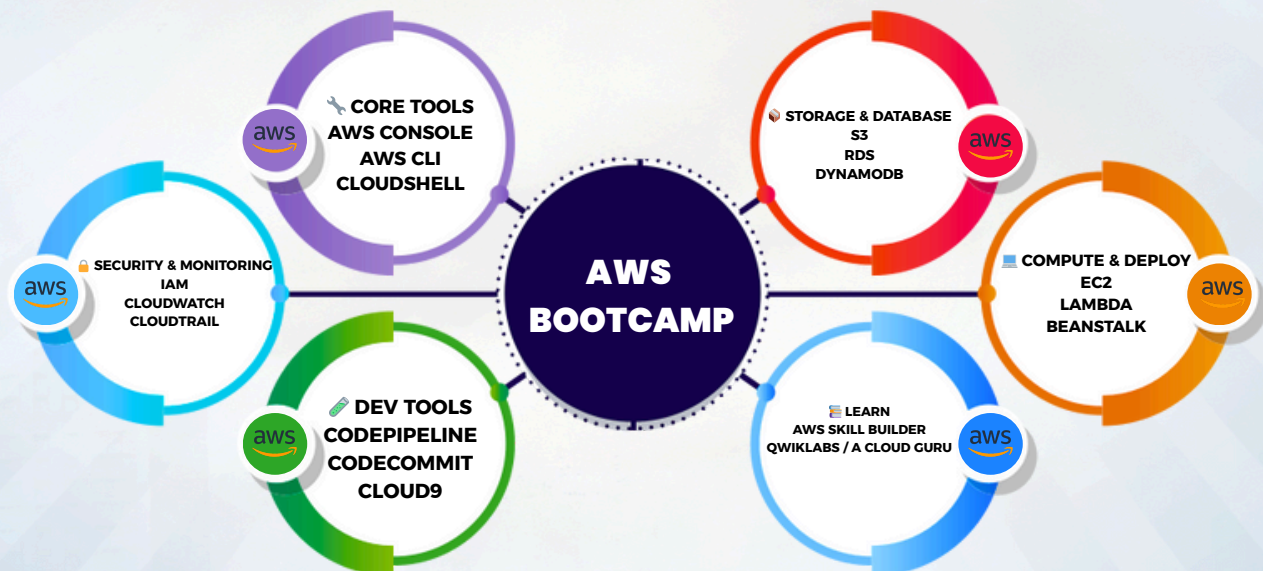 🔧 CORE TOOLS
AWS CONSOLE
AWS CLI
CLOUDSHELL
aws
📦 STORAGE & DATABASE
S3
RDS
DYNAMODB
aws
🔒 SECURITY & MONITORING
IAM
CLOUDWATCH
CLOUDTRAIL
aws
AWS
BOOTCAMP
💻 COMPUTE & DEPLOY
EC2
LAMBDA
BEANSTALK
aws
🧪 DEV TOOLS
CODEPIPELINE
CODECOMMIT
CLOUD9
aws
📚 LEARN
AWS SKILL BUILDER
QWIKLABS / A CLOUD GURU
aws